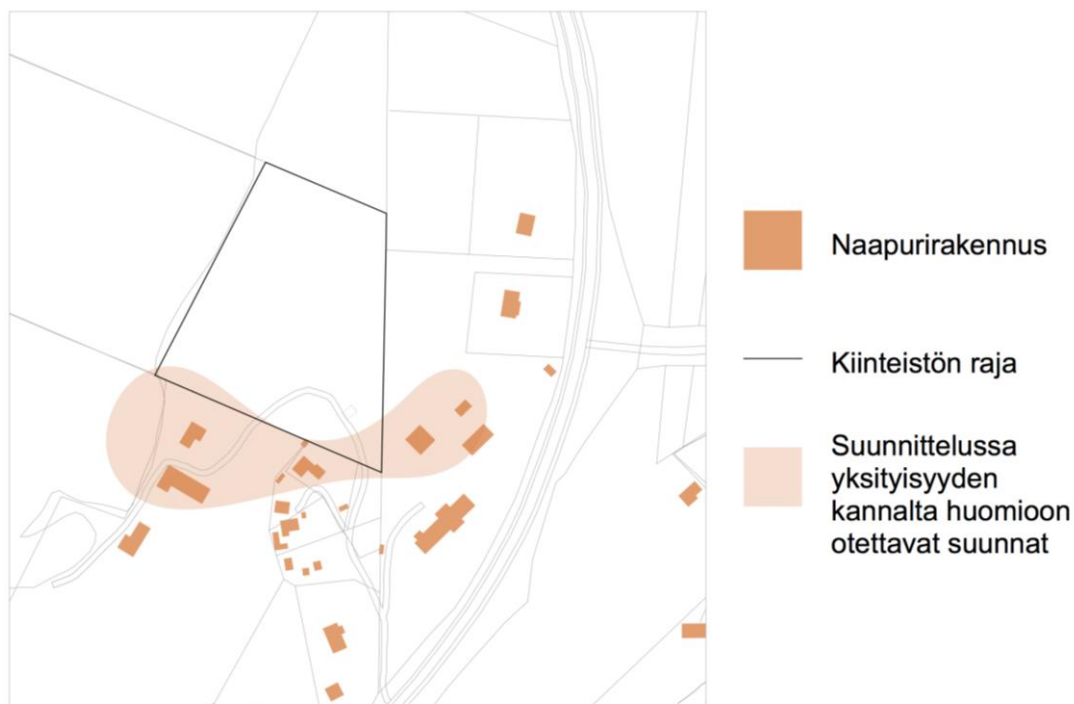 Naapurirakennus
Kiinteistön raja
Suunnittelussa
yksityisyyden
kannalta huomioon
otettavat suunnat